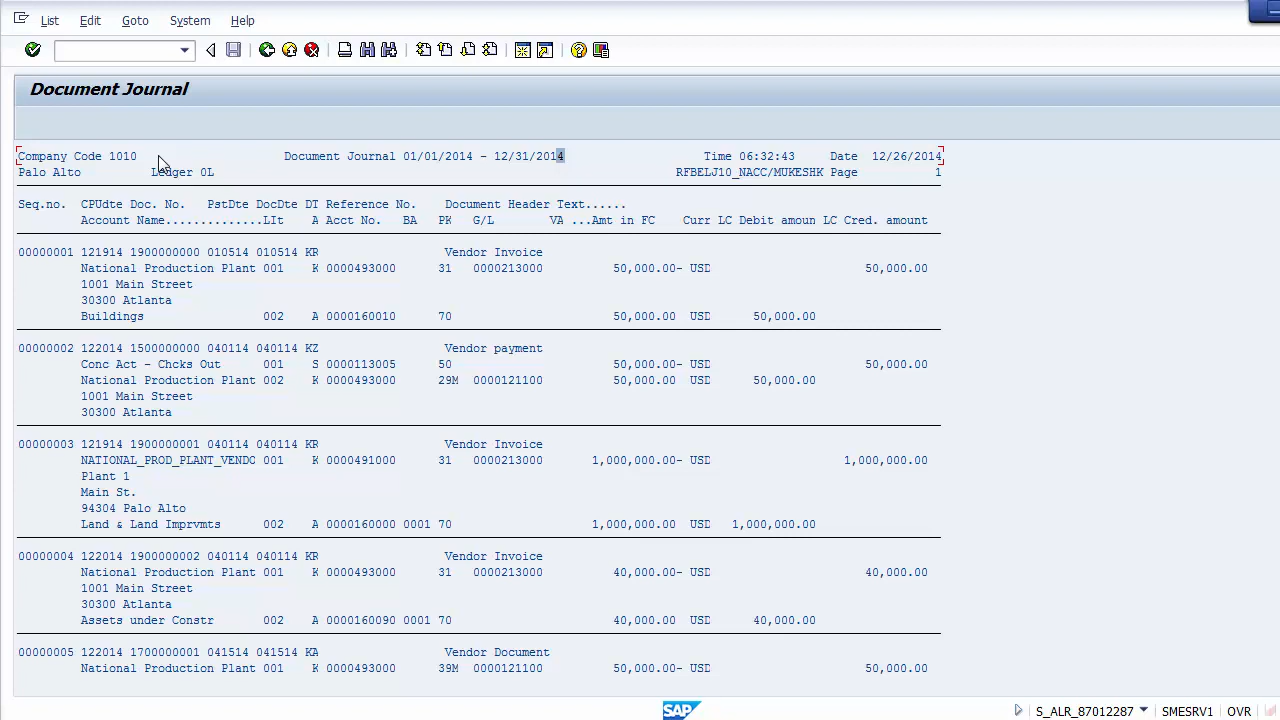 List Edit Goto System Help
Document Journal
Company Code 1010 Document Journal 01/01/2014 - 12/31/2014 Time 06:32:43 Date 12/26/2014
Palo Alto Ledger 0L RFBELJ10_NACC/MUKESHK Page 1
Seq.no. CPUdte Doc. No. PstDte DocDte DT Reference No. Document Header Text......
Account Name..............LIt A Acct No. BA PK G/L VA ...Amt in FC Curr LC Debit amoun LC Cred. amount
00000001 121914 1900000000 010514 010514 KR Vendor Invoice
National Production Plant 001 K 0000493000 31 0000213000 50,000.00- USD 50,000.00
1001 Main Street
30300 Atlanta
Buildings 002 A 0000160010 70 50,000.00 USD 50,000.00
00000002 122014 1500000000 040114 040114 KZ Vendor payment
Conc Act - Chcks Out 001 S 0000113005 50 50,000.00- USD 50,000.00
National Production Plant 002 K 0000493000 29M 0000121100 50,000.00 USD 50,000.00
1001 Main Street
30300 Atlanta
00000003 121914 1900000001 040114 040114 KR Vendor Invoice
NATIONAL_PROD_PLANT_VENDO 001 K 0000491000 31 0000213000 1,000,000.00- USD 1,000,000.00
Plant 1
Main St.
94304 Palo Alto
Land & Land Imprvmts 002 A 0000160000 0001 70 1,000,000.00 USD 1,000,000.00
00000004 122014 1900000002 040114 040114 KR Vendor Invoice
National Production Plant 001 K 0000493000 31 0000213000 40,000.00- USD 40,000.00
1001 Main Street
30300 Atlanta
Assets under Constr 002 A 0000160090 0001 70 40,000.00 USD 40,000.00
00000005 122014 1700000001 041514 041514 KA Vendor Document
National Production Plant 001 K 0000493000 39M 0000121100 50,000.00- USD 50,000.00
SAP S_ALR_87012287 SMESRV1 OVR